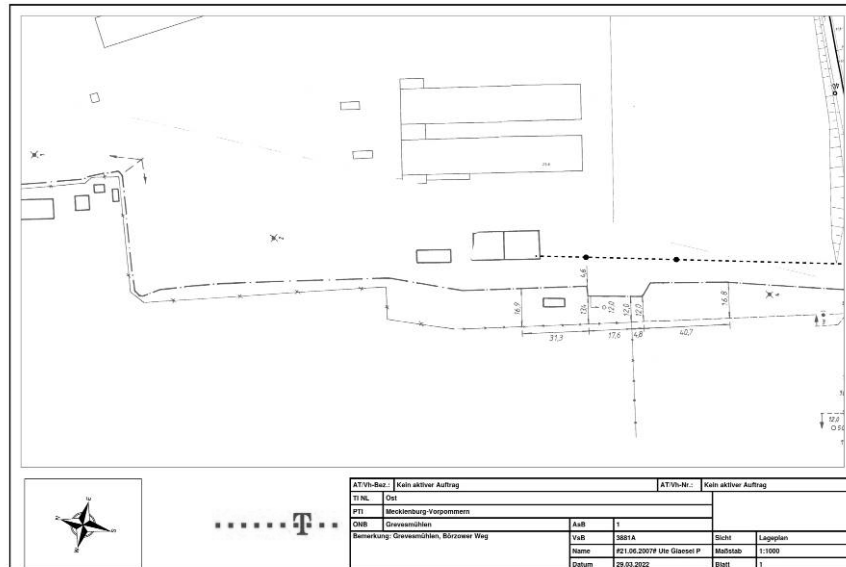 4,6
16,9
13,4
12,0
12,0
12,0
16,8
31,3
17,6
4,8
40,7
12,0
T
AT/Vh-Bez.: Kein aktiver Auftrag AT/Vh-Nr.: Kein aktiver Auftrag
TI NL Ost
PTI Mecklenburg-Vorpommern
ONB Grevesmühlen AsB 1
Bemerkung: Grevesmühlen, Börzower Weg VsB 3881A Sicht Lageplan
Name #21.06.2007# Ute Glaesel P Maßstab 1:1000
Datum 29.03.2022 Blatt 1